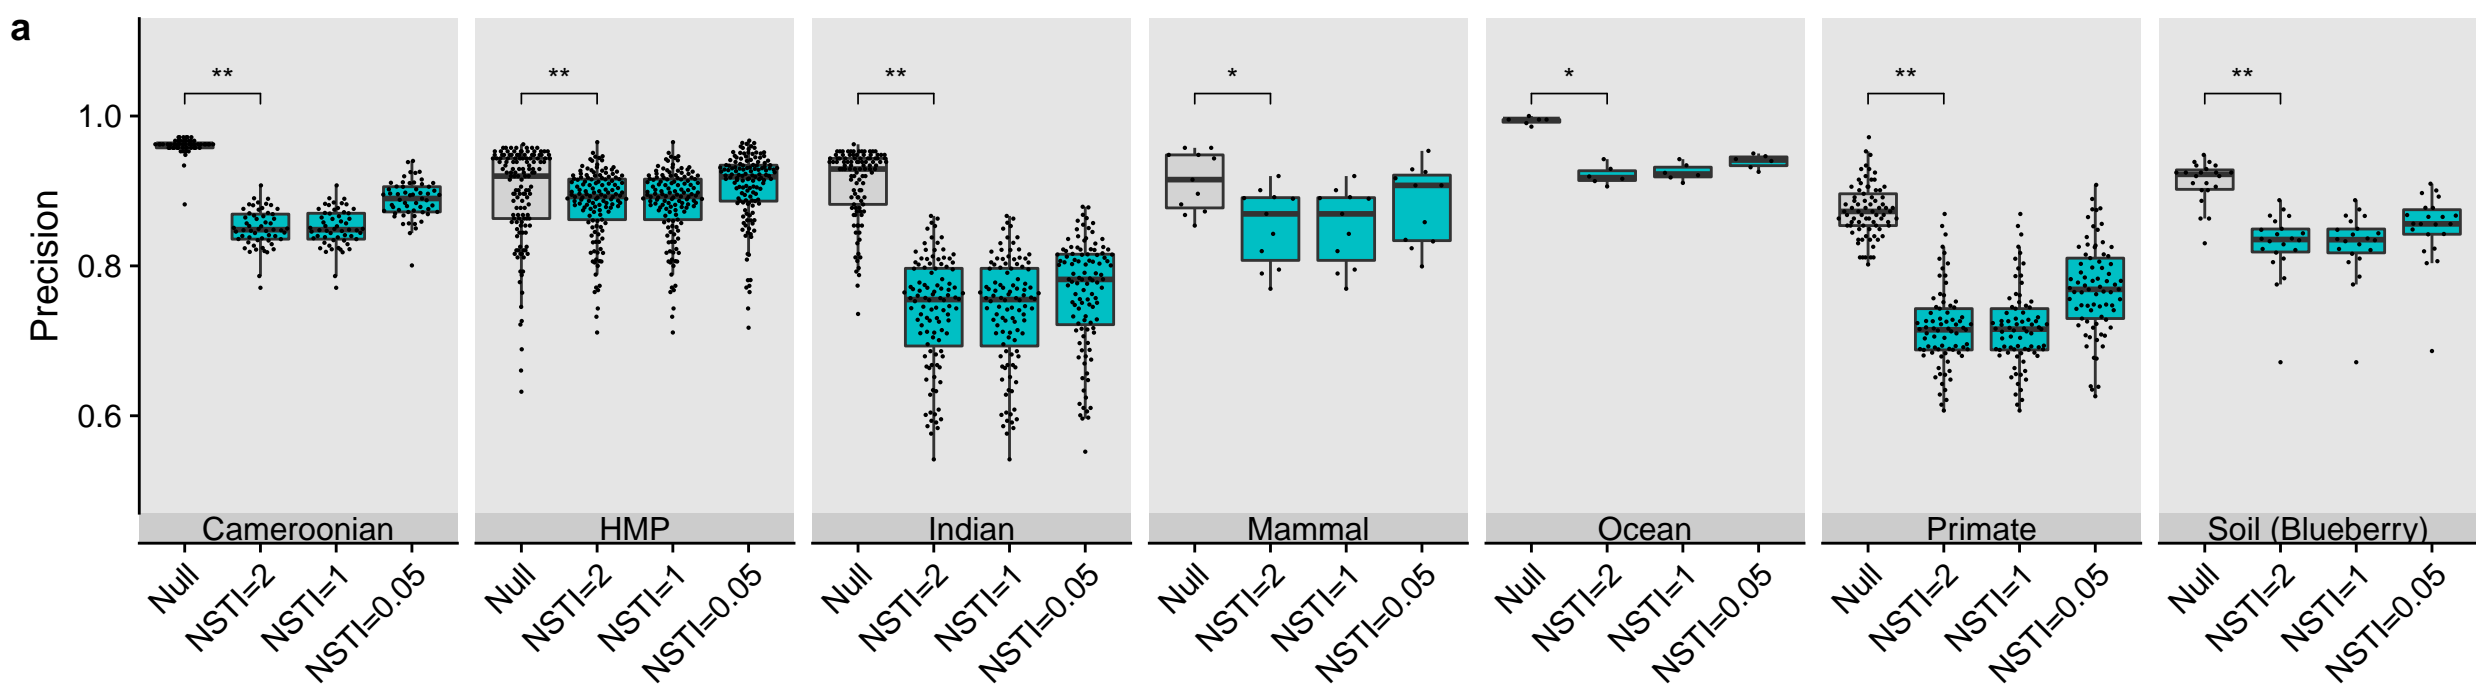 a
** ** ** * * ** **
Precision
1.0
0.8
0.6
Cameroonian HMP Indian Mammal Ocean Primate Soil (Blueberry)
Null NSTI=2 NSTI=1 NSTI=0.05 Null NSTI=2 NSTI=1 NSTI=0.05 Null NSTI=2 NSTI=1 NSTI=0.05 Null NSTI=2 NSTI=1 NSTI=0.05 Null NSTI=2 NSTI=1 NSTI=0.05 Null NSTI=2 NSTI=1 NSTI=0.05 Null NSTI=2 NSTI=1 NSTI=0.05